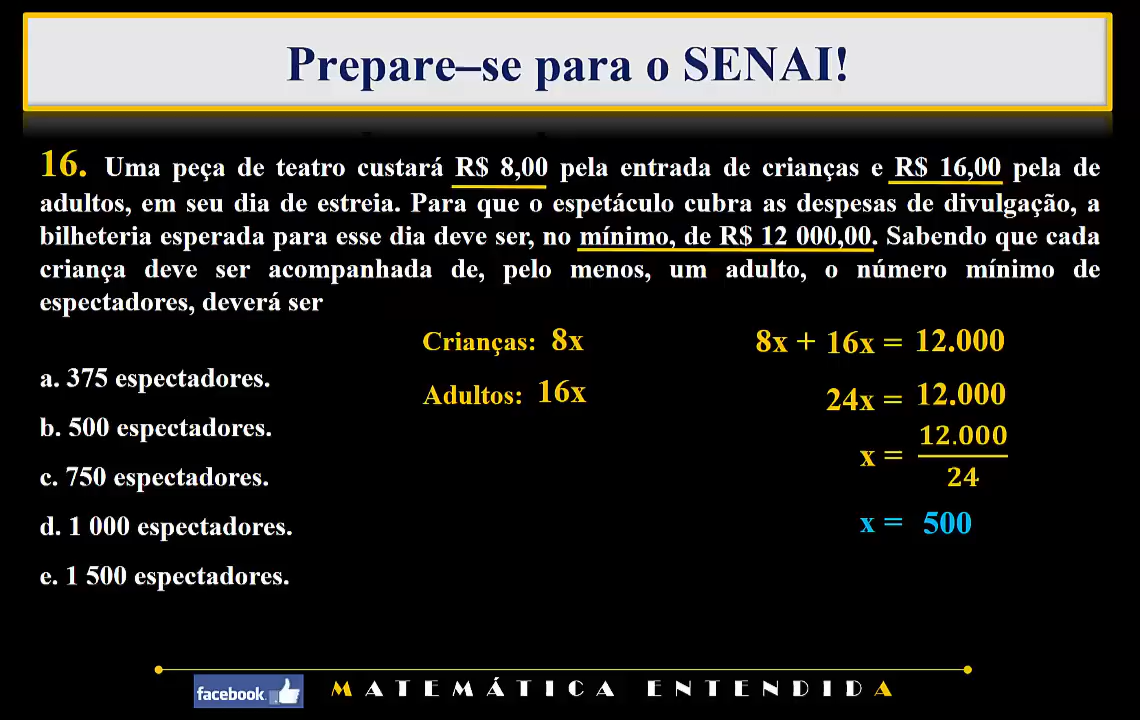 Prepare–se para o SENAI!
16. Uma peça de teatro custará R$ 8,00 pela entrada de crianças e R$ 16,00 pela de
adultos, em seu dia de estreia. Para que o espetáculo cubra as despesas de divulgação, a
bilheteria esperada para esse dia deve ser, no mínimo, de R$ 12 000,00. Sabendo que cada
criança deve ser acompanhada de, pelo menos, um adulto, o número mínimo de
espectadores, deverá ser
a. 375 espectadores.
b. 500 espectadores.
c. 750 espectadores.
d. 1 000 espectadores.
e. 1 500 espectadores.
Crianças: 8x
Adultos: 16x
8x + 16x = 12.000
24x = 12.000
x = 12.000
24
x = 500
facebook.
MATEMÁTICA ENTENDIDA